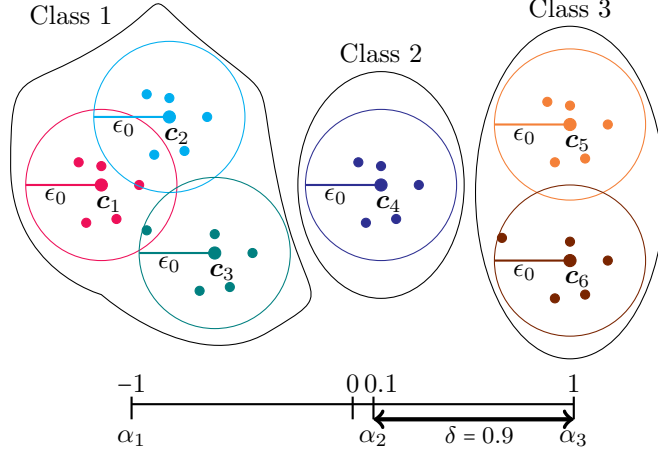 Class 1
Class 2
Class 3
ϵ₀
c₂
ϵ₀
c₁
ϵ₀
c₃
ϵ₀
c₄
ϵ₀
c₅
ϵ₀
c₆
−1
0
0.1
1
α₁
α₂
δ = 0.9
α₃